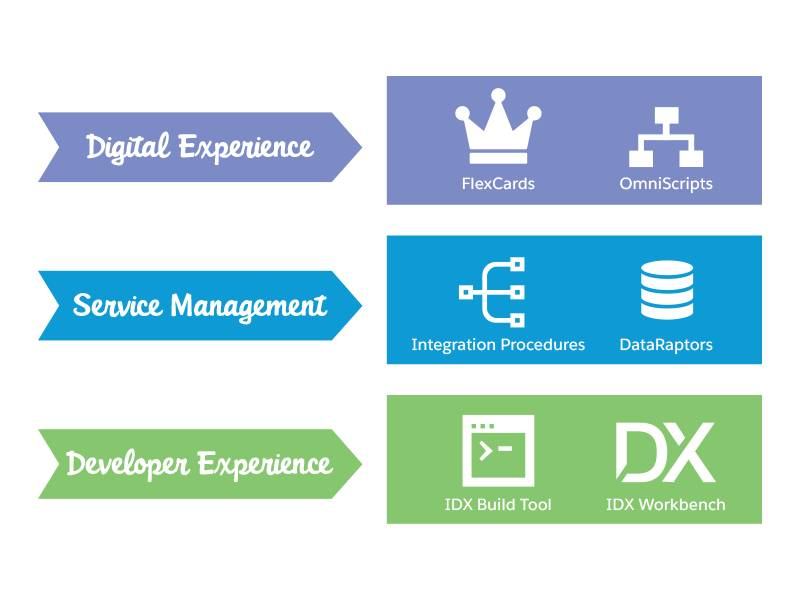 Digital Experience
FlexCards
OmniScripts
Service Management
Integration Procedures
DataRaptors
Developer Experience
DX
IDX Build Tool
IDX Workbench